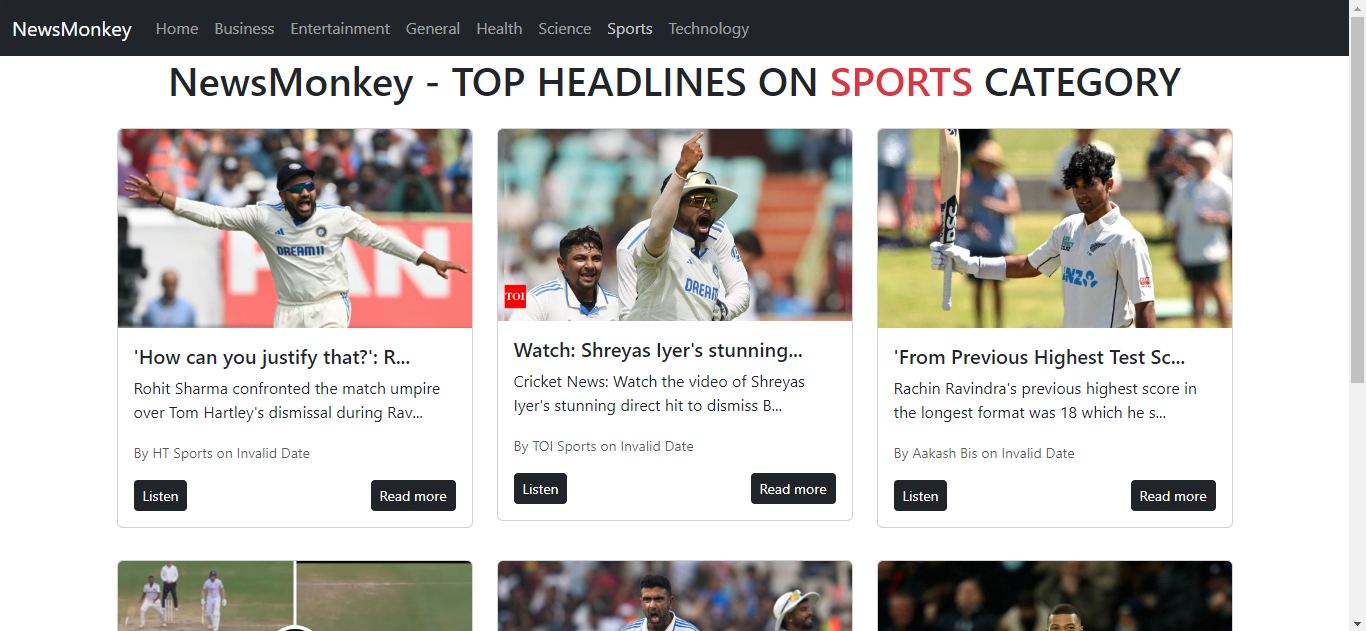 NewsMonkey Home Business Entertainment General Health Science Sports Technology
NewsMonkey - TOP HEADLINES ON SPORTS CATEGORY
DREAM11
TOI
DREAM11
NZ
'How can you justify that?': R...
Rohit Sharma confronted the match umpire
over Tom Hartley's dismissal during Rav...
By HT Sports on Invalid Date
Listen
Read more
Watch: Shreyas Iyer's stunning...
Cricket News: Watch the video of Shreyas
Iyer's stunning direct hit to dismiss B...
By TOI Sports on Invalid Date
Listen
Read more
'From Previous Highest Test Sc...
Rachin Ravindra's previous highest score in
the longest format was 18 which he s...
By Aakash Bis on Invalid Date
Listen
Read more